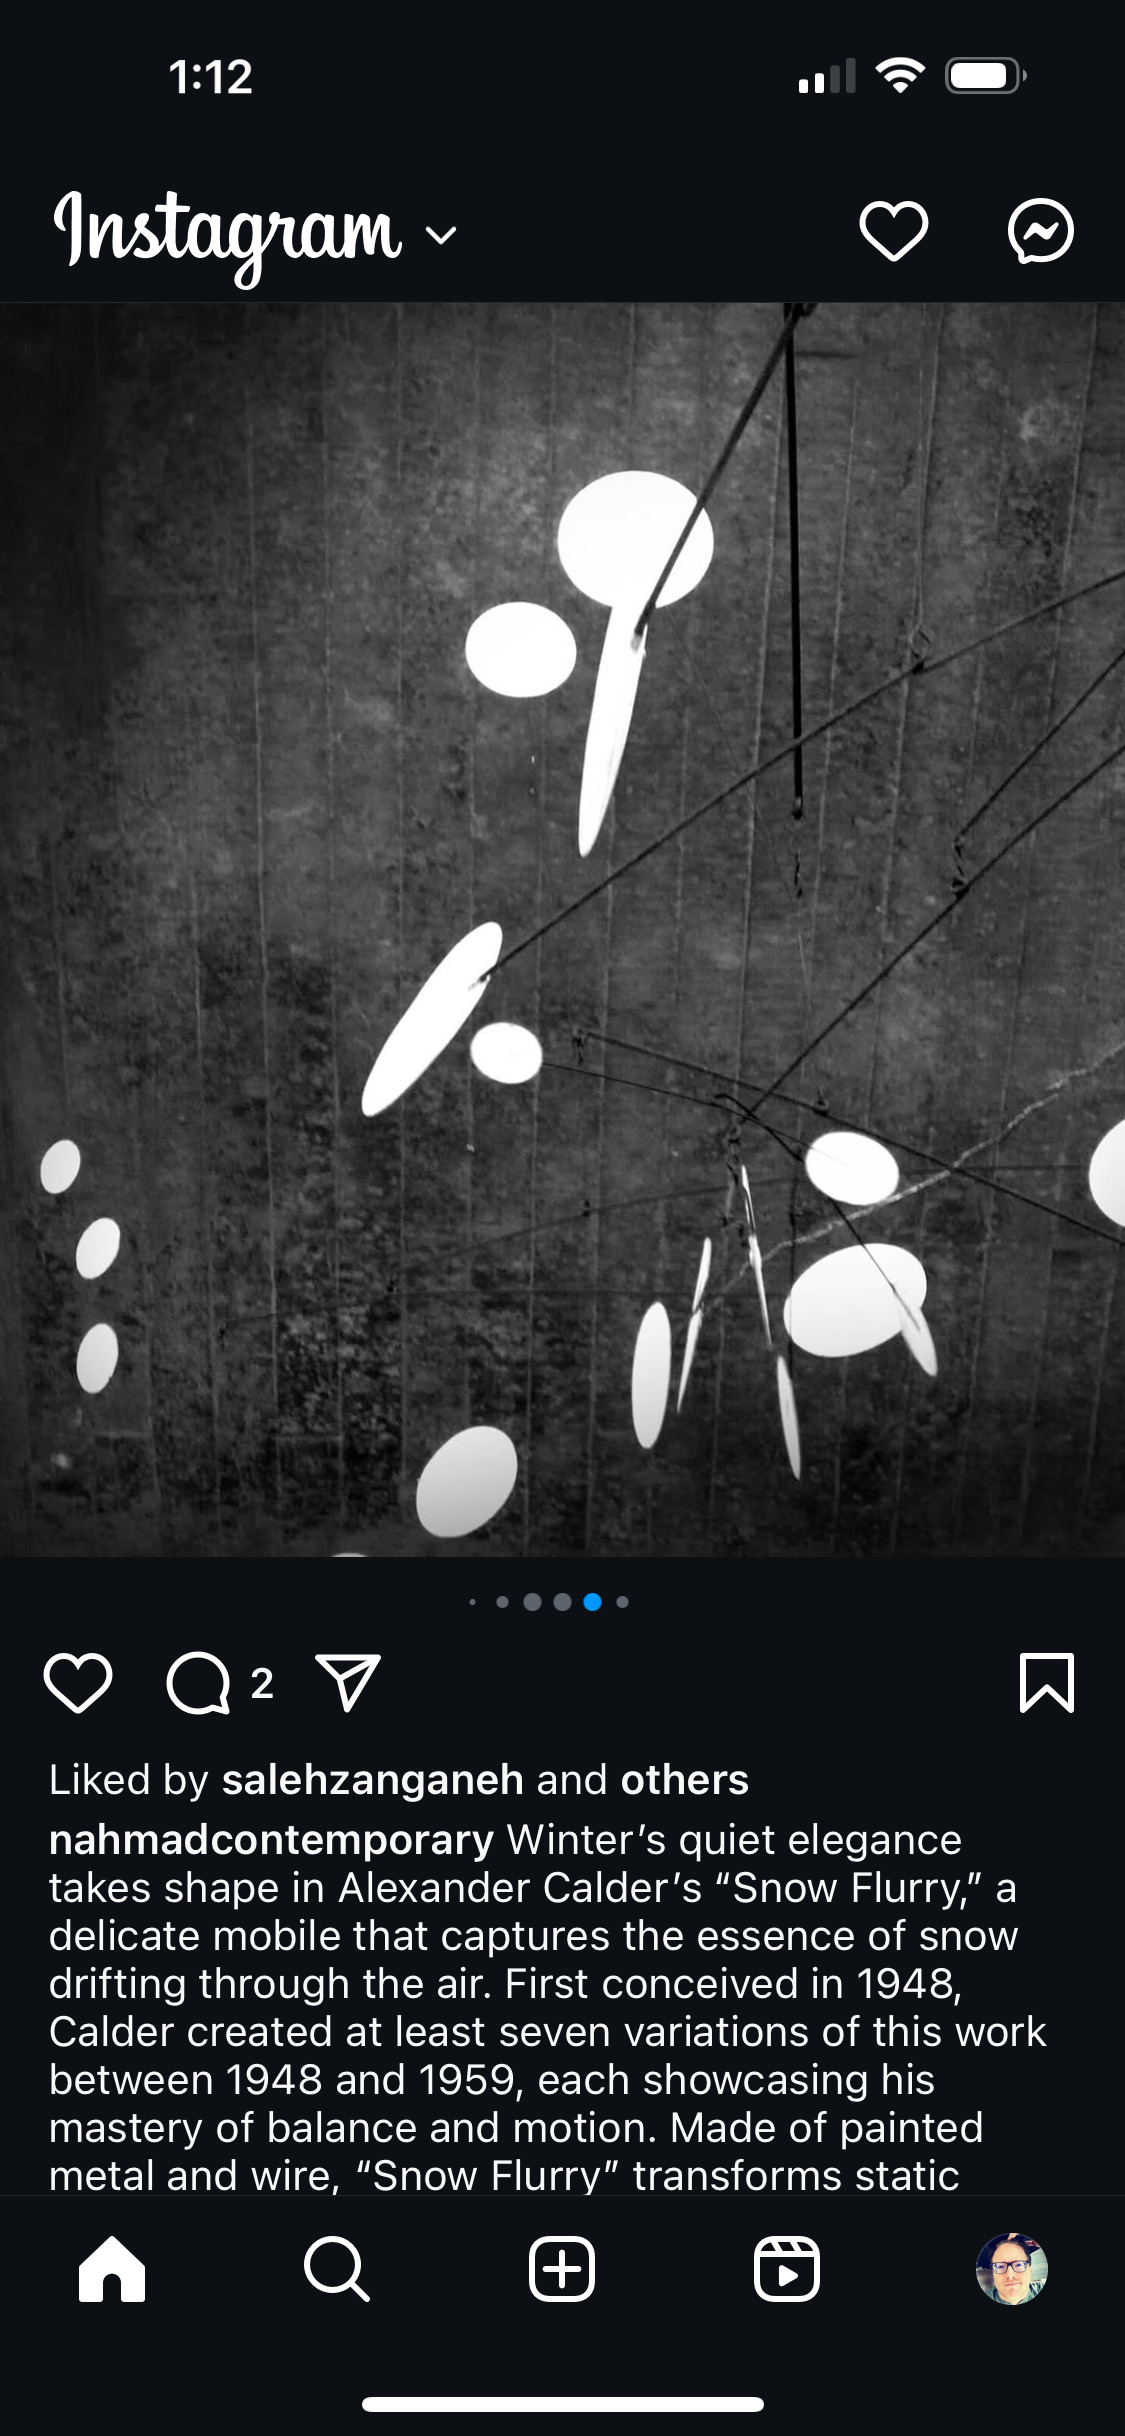 1:12
Instagram
2
Liked by salehzanganeh and others
nahmadcontemporary Winter’s quiet elegance
takes shape in Alexander Calder’s “Snow Flurry,” a
delicate mobile that captures the essence of snow
drifting through the air. First conceived in 1948,
Calder created at least seven variations of this work
between 1948 and 1959, each showcasing his
mastery of balance and motion. Made of painted
metal and wire, “Snow Flurry” transforms static